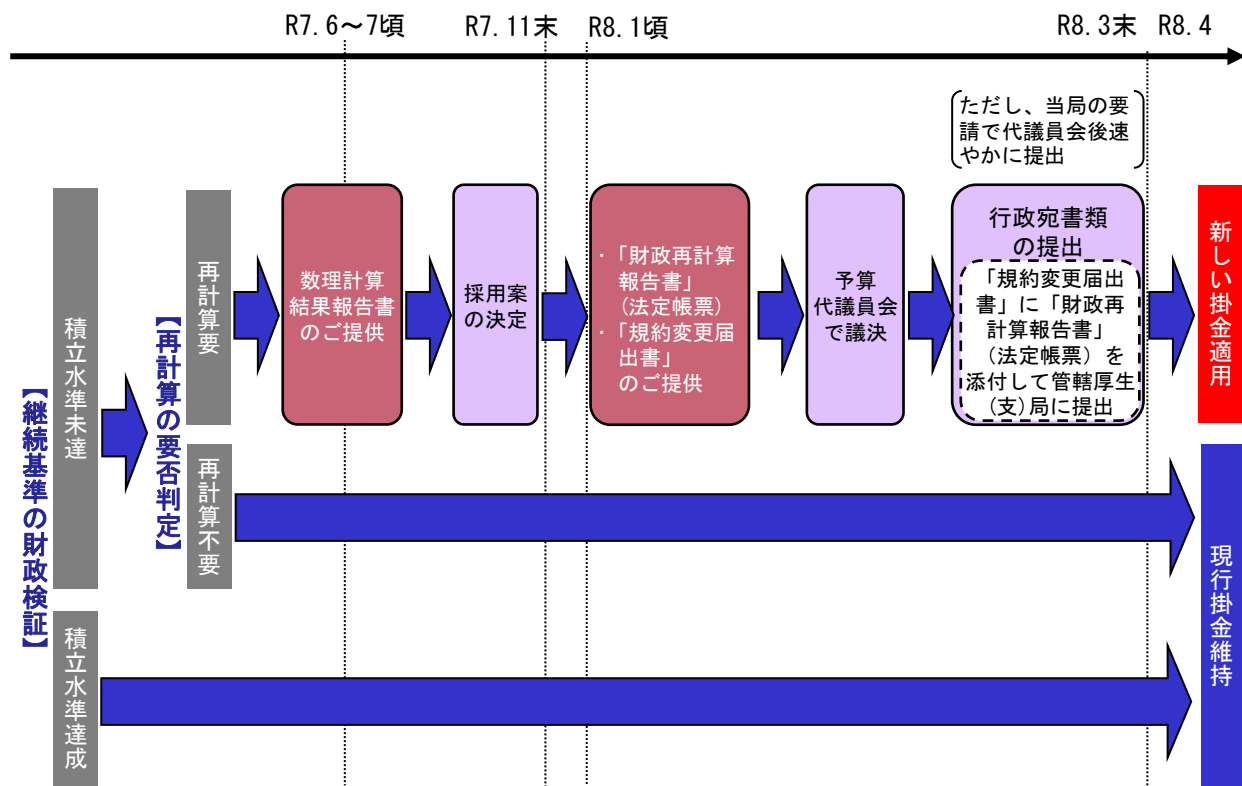 R7.6～7頃
R7.11末
R8.1頃
R8.3末
R8.4
ただし、当局の要
請で代議員会後速
やかに提出
【継続基準の財政検証】
積立水準未達
積立水準達成
【再計算の要否判定】
再計算要
再計算不要
数理計算
結果報告書
のご提供
採用案
の決定
・「財政再計算
報告書」
（法定帳票）
・「規約変更届
出書」
のご提供
予算
代議員会
で議決
行政宛書類
の提出
「規約変更届出
書」に「財政再
計算報告書」
（法定帳票）を
添付して管轄厚生
(支)局に提出
新しい掛金適用
現行掛金維持